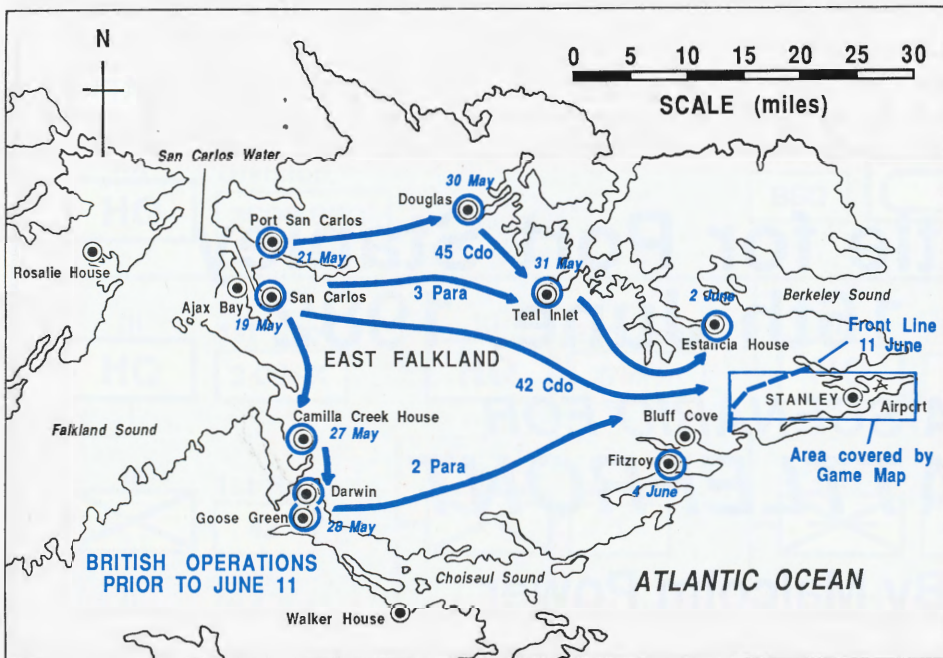 N
0 5 10 15 20 25 30
SCALE (miles)
San Carlos Water
30 May
Douglas
Port San Carlos
21 May
45 Cdo
31 May
Rosalie House
Ajax Bay
San Carlos
19 May
3 Para
Teal Inlet
2 June
Berkeley Sound
Estancia House
Front Line
11 June
EAST FALKLAND
42 Cdo
STANLEY
Airport
Camilla Creek House
27 May
Bluff Cove
Falkland Sound
2 Para
Fitzroy
4 June
Area covered by
Game Map
Darwin
Goose Green
28 May
BRITISH OPERATIONS
PRIOR TO JUNE 11
Choiseul Sound
ATLANTIC OCEAN
Walker House